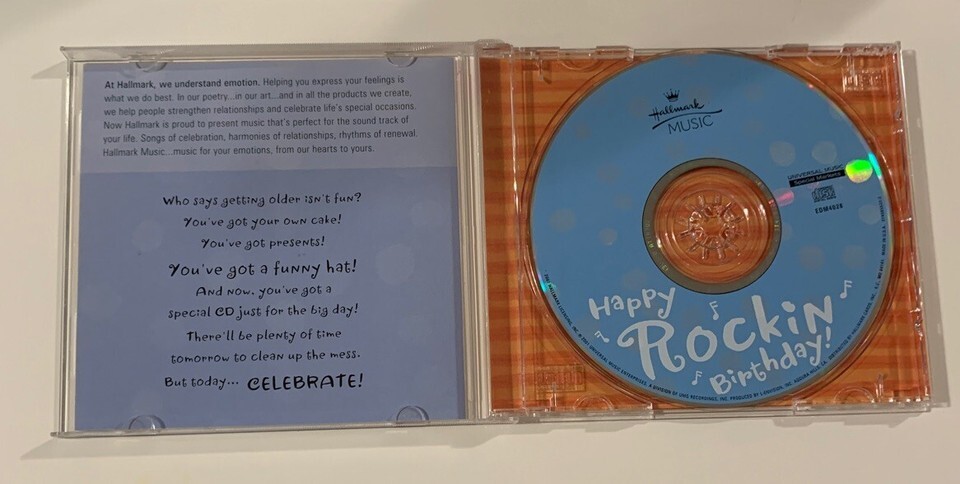 At Hallmark, we understand emotion. Helping you express your feelings is
what we do best. In our poetry...in our art...and in all the products we create,
we help people strengthen relationships and celebrate life's special occasions.
Now Hallmark is proud to present music that's perfect for the sound track of
your life. Songs of celebration, harmonies of relationships, rhythms of renewal.
Hallmark Music...music for your emotions, from our hearts to yours.
Who says getting older isn't fun?
You've got your own cake!
You've got presents!
You've got a funny hat!
And now, you've got a
special CD just for the big day!
There'll be plenty of time
tomorrow to clean up the mess.
But today... CELEBRATE!
Hallmark
MUSIC
UNIVERSAL MUSIC
Special Markets
Happy
Rockin
Birthday!